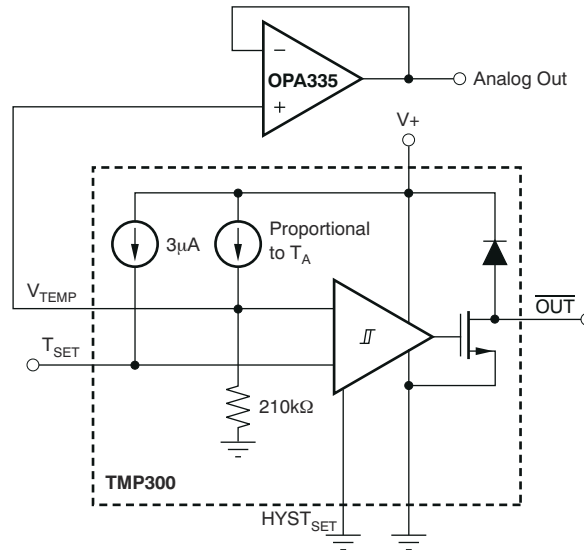 −
OPA335
+
Analog Out
V+
3μA
Proportional
to T_A
V_TEMP
OUT
T_SET
210kΩ
TMP300
HYST_SET